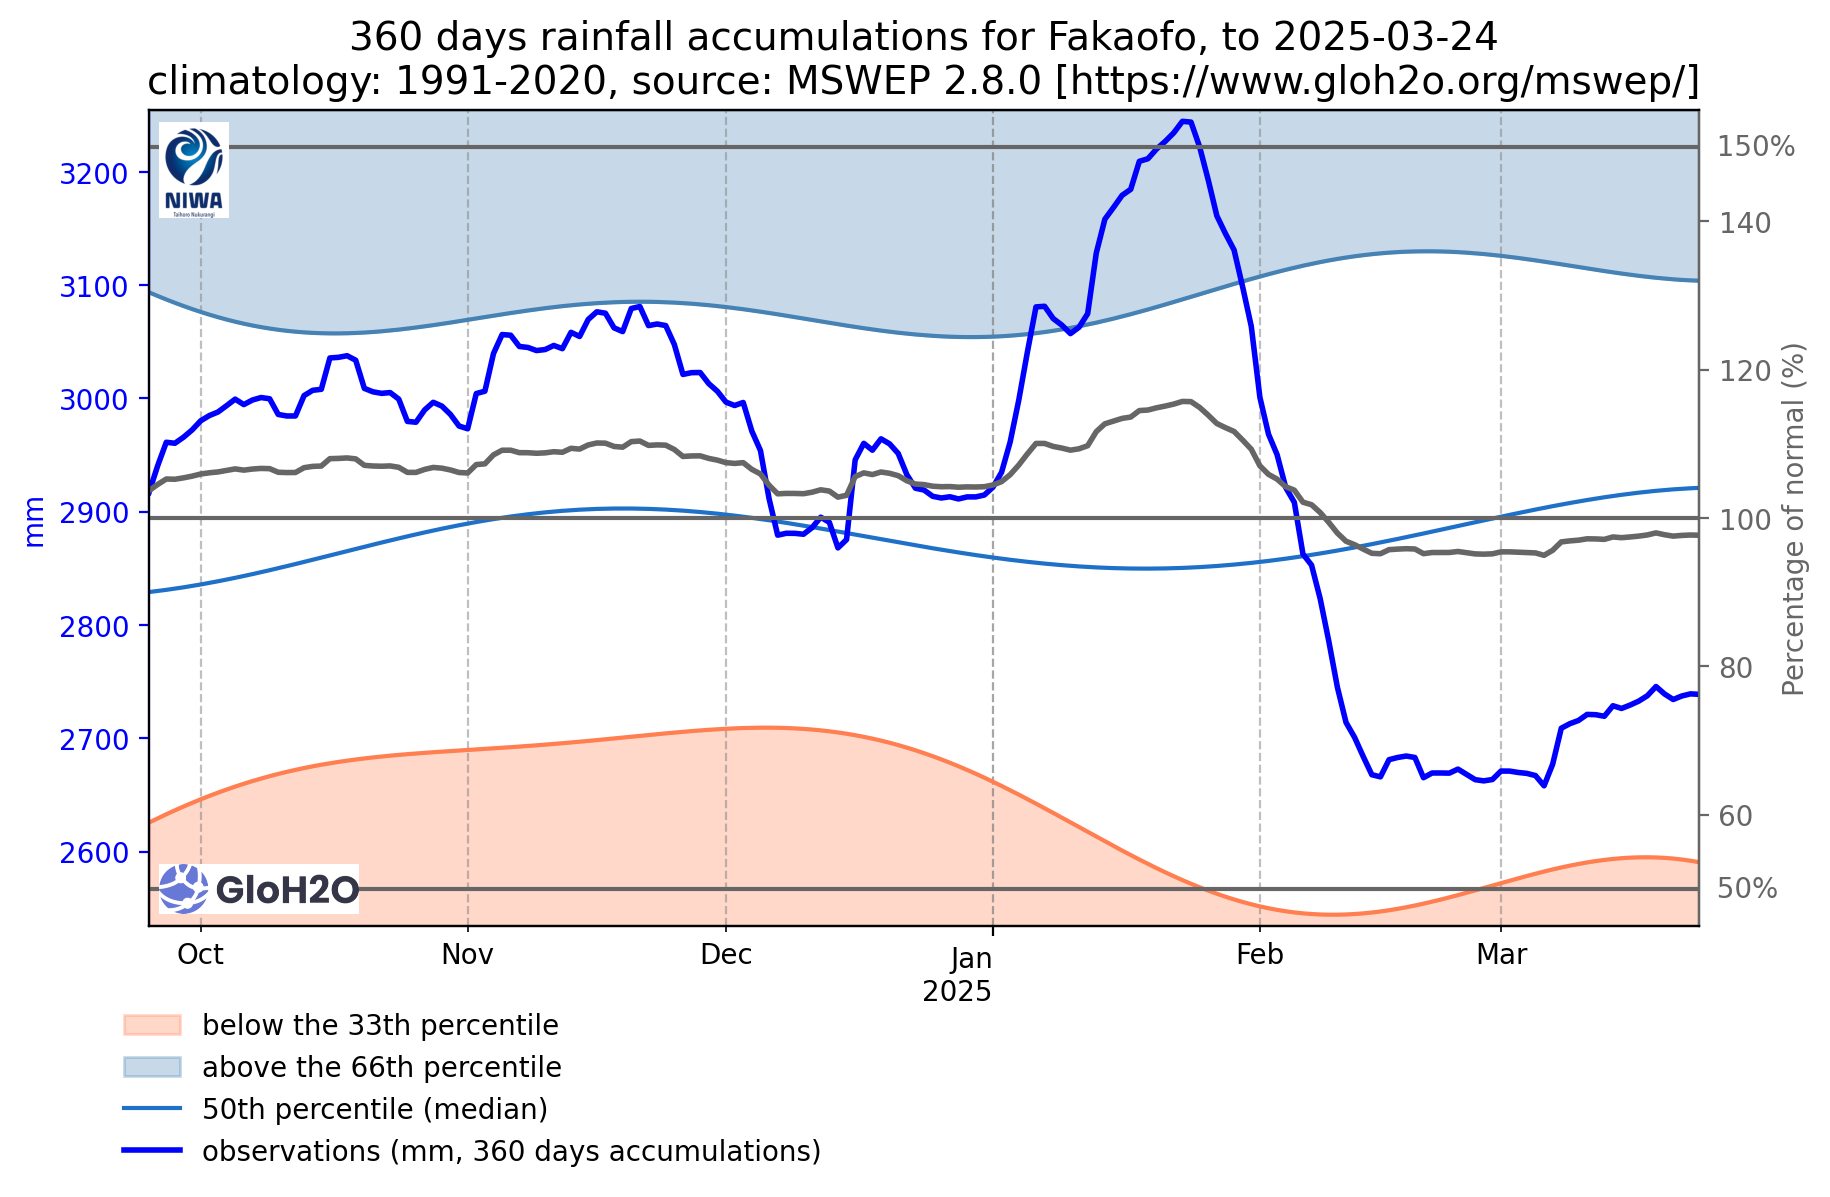 360 days rainfall accumulations for Fakaofo, to 2025-03-24
climatology: 1991-2020, source: MSWEP 2.8.0 [https://www.gloh2o.org/mswep/]
NIWA
Taihoro Nukurangi
3200
3100
3000
2900
2800
2700
2600
mm
150%
140
120
100
80
60
50%
Percentage of normal (%)
GloH2O
Oct
Nov
Dec
Jan
2025
Feb
Mar
below the 33th percentile
above the 66th percentile
50th percentile (median)
observations (mm, 360 days accumulations)